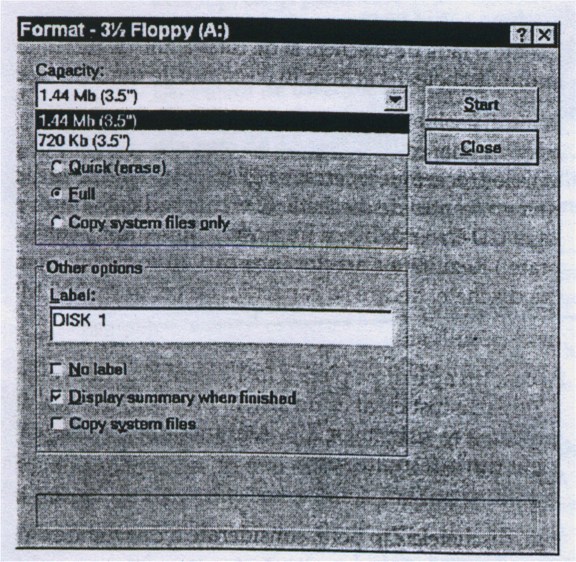 Format - 3½ Floppy (A:)
? X
Capacity:
1.44 Mb (3.5")
Start
1.44 Mb (3.5")
720 Kb (3.5")
Close
Quick (erase)
Full
Copy system files only
Other options
Label:
DISK 1
No label
Display summary when finished
Copy system files